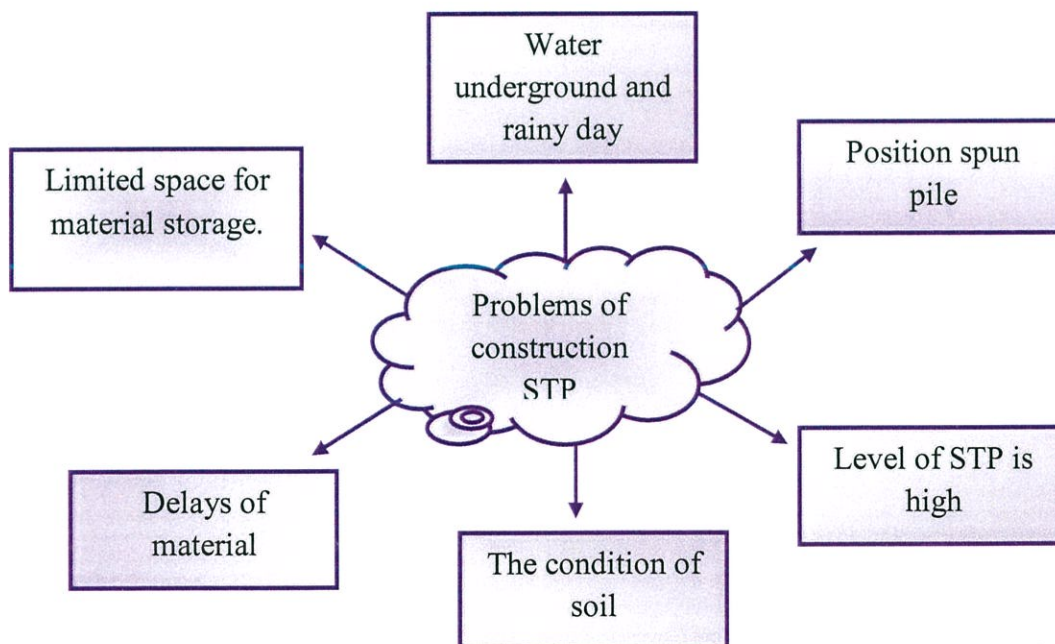 Water
underground and
rainy day
Limited space for
material storage.
Position spun
pile
Problems of
construction
STP
Delays of
material
Level of STP is
high
The condition of
soil